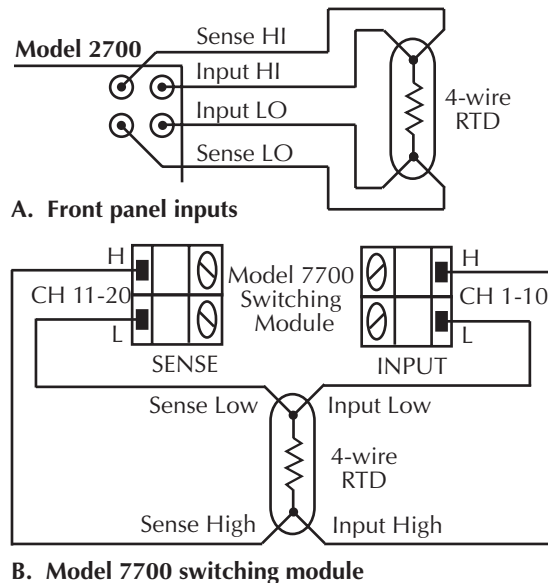 Sense HI
Model 2700
Input HI
Input LO
4-wire
RTD
Sense LO
A. Front panel inputs
H
H
CH 11-20
Model 7700
Switching
Module
CH 1-10
L
L
SENSE
INPUT
Sense Low
Input Low
4-wire
RTD
Sense High
Input High
B. Model 7700 switching module